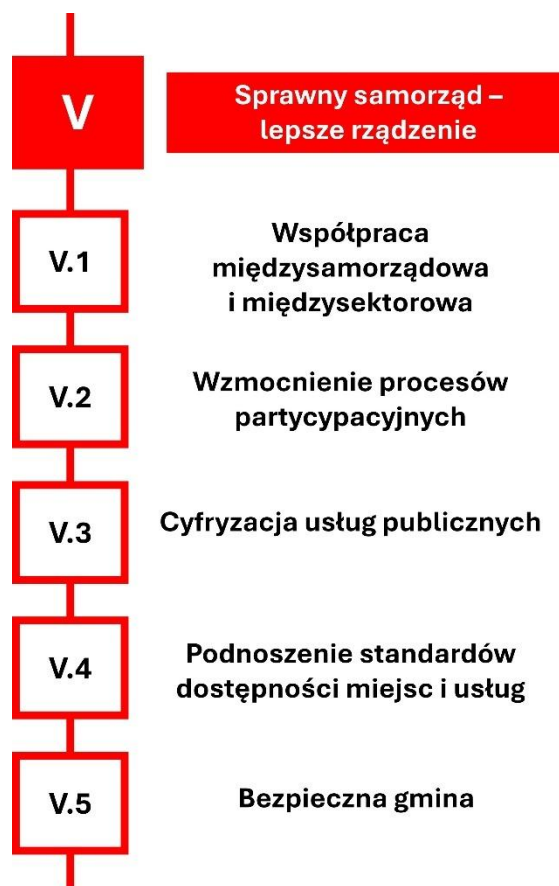 V
Sprawny samorząd –
lepsze rządzenie
V.1
Współpraca
międzysamorządowa
i międzysektorowa
V.2
Wzmocnienie procesów
partycypacyjnych
V.3
Cyfryzacja usług publicznych
V.4
Podnoszenie standardów
dostępności miejsc i usług
V.5
Bezpieczna gmina